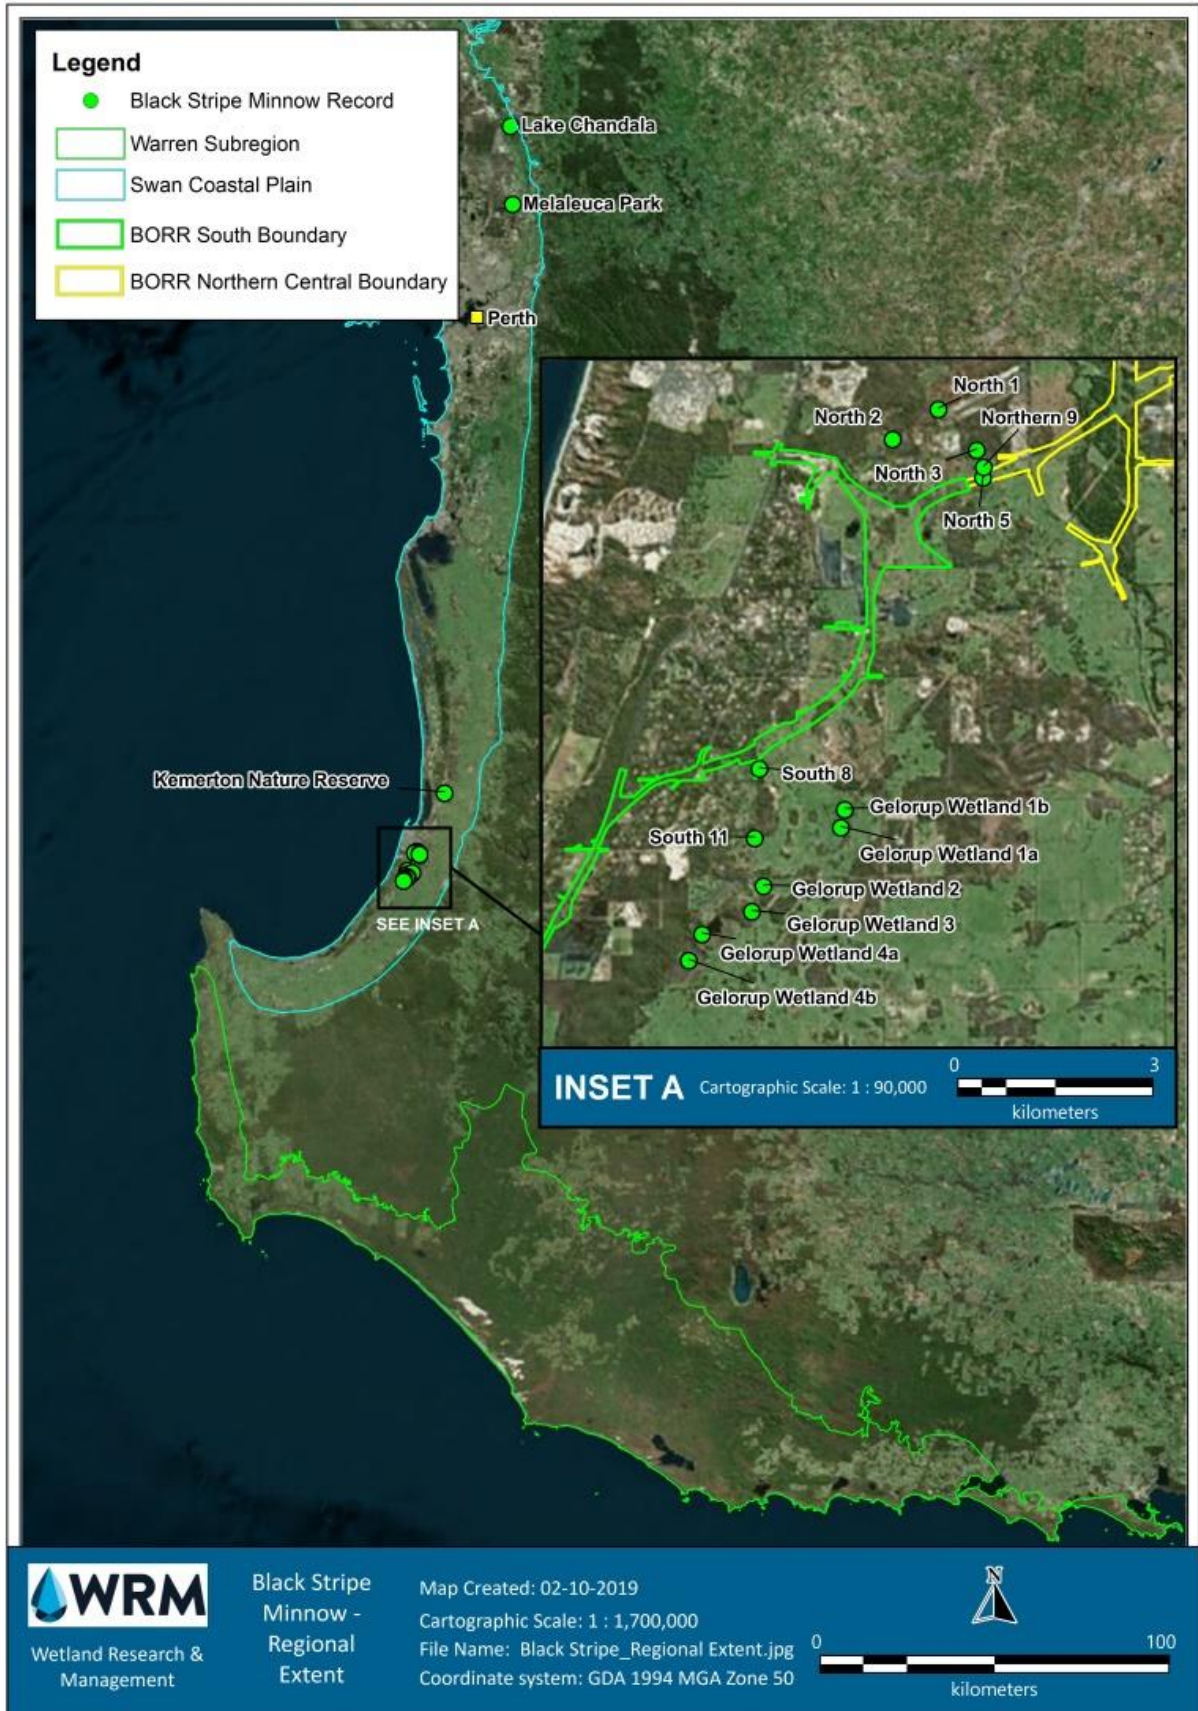 Legend
Black Stripe Minnow Record
Warren Subregion
Swan Coastal Plain
BORR South Boundary
BORR Northern Central Boundary
Lake Chandala
Melaleuca Park
Perth
Kemerton Nature Reserve
SEE INSET A
North 1
North 2
Northern 9
North 3
North 5
South 8
Gelorup Wetland 1b
South 11
Gelorup Wetland 1a
Gelorup Wetland 2
Gelorup Wetland 3
Gelorup Wetland 4a
Gelorup Wetland 4b
INSET A
Cartographic Scale: 1 : 90,000
0 3
kilometers
WRM
Wetland Research &
Management
Black Stripe
Minnow -
Regional
Extent
Map Created: 02-10-2019
Cartographic Scale: 1 : 1,700,000
File Name: Black Stripe_Regional Extent.jpg
Coordinate system: GDA 1994 MGA Zone 50
N
0 100
kilometers